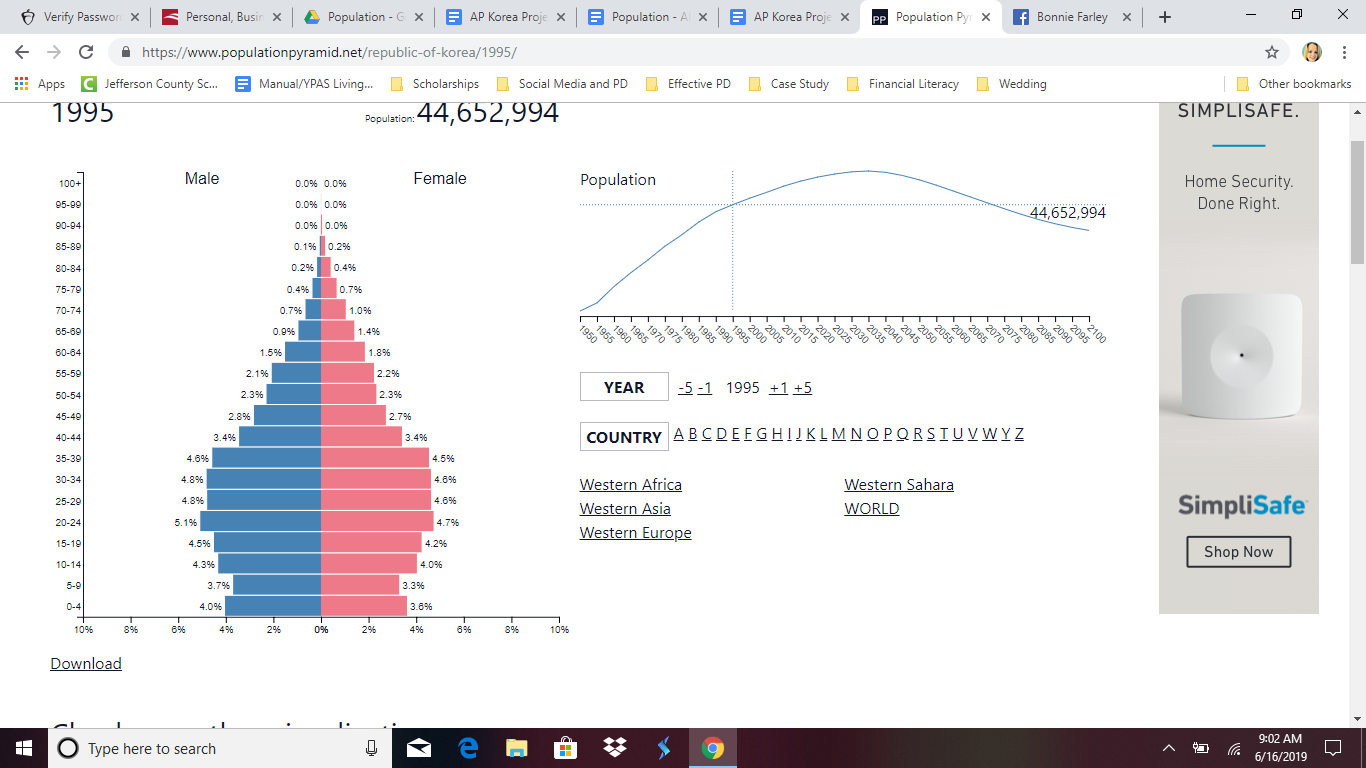 Verify Passwor
Personal, Busin
Population - G
AP Korea Proje
Population - A
AP Korea Proje
Population Pyr
Bonnie Farley
https://www.populationpyramid.net/republic-of-korea/1995/
Apps
Jefferson County Sc...
Manual/YPAS Living...
Scholarships
Social Media and PD
Effective PD
Case Study
Financial Literacy
Wedding
Other bookmarks
1995
Population: 44,652,994
Male
Female
100+ 0.0% 0.0%
95-99 0.0% 0.0%
90-94 0.0% 0.0%
85-89 0.1% 0.2%
80-84 0.2% 0.4%
75-79 0.4% 0.7%
70-74 0.7% 1.0%
65-69 0.9% 1.4%
60-64 1.5% 1.8%
55-59 2.1% 2.2%
50-54 2.3% 2.3%
45-49 2.8% 2.7%
40-44 3.4% 3.4%
35-39 4.6% 4.5%
30-34 4.8% 4.6%
25-29 4.8% 4.6%
20-24 5.1% 4.7%
15-19 4.5% 4.2%
10-14 4.3% 4.0%
5-9 3.7% 3.3%
0-4 4.0% 3.6%
10% 8% 6% 4% 2% 0% 2% 4% 6% 8% 10%
Download
Population
44,652,994
1950 1955 1960 1965 1970 1975 1980 1985 1990 1995 2000 2005 2010 2015 2020 2025 2030 2035 2040 2045 2050 2055 2060 2065 2070 2075 2080 2085 2090 2095 2100
YEAR -5 -1 1995 +1 +5
COUNTRY A B C D E F G H I J K L M N O P Q R S T U V W Y Z
Western Africa
Western Asia
Western Europe
Western Sahara
WORLD
SIMPLISAFE.
Home Security.
Done Right.
SimpliSafe
Shop Now
Type here to search
9:02 AM
6/16/2019